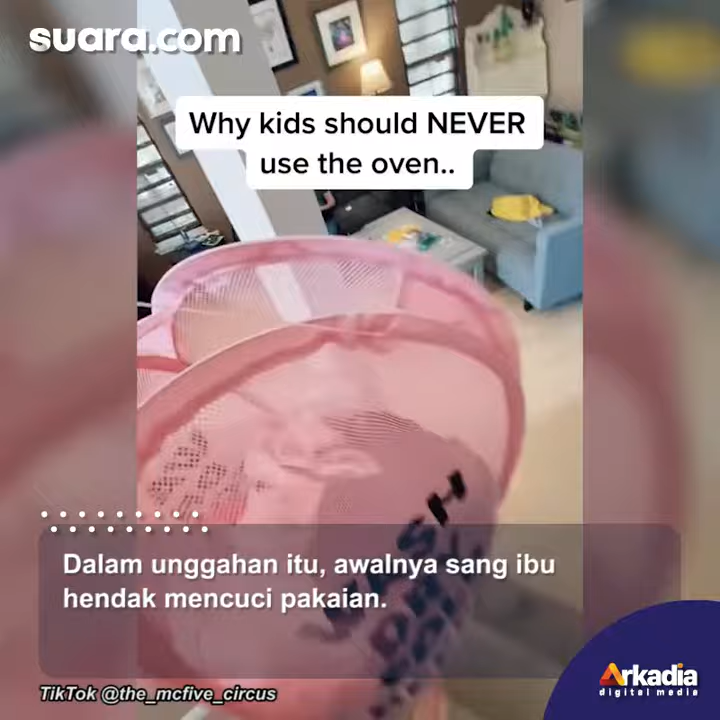 suara.com
Why kids should NEVER
use the oven..
WASH
Dalam unggahan itu, awalnya sang ibu
hendak mencuci pakaian.
TikTok @the_mcfive_circus
Arkadia
digital media